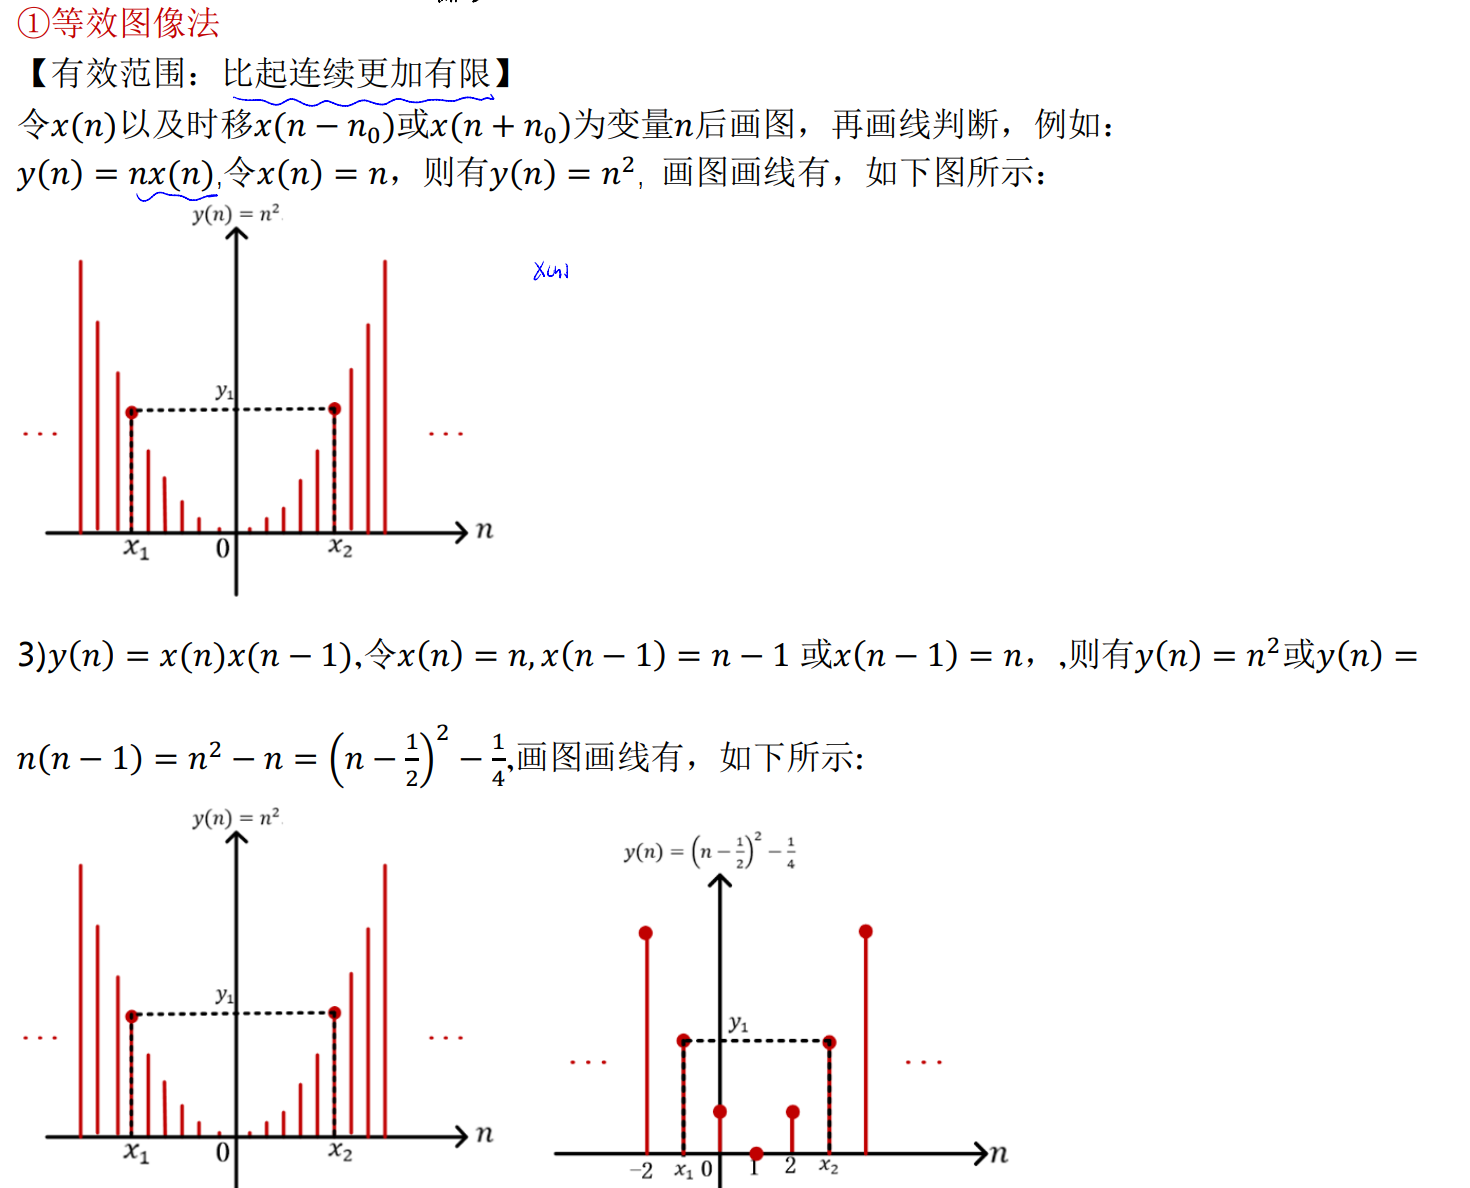 ①等效图像法
【有效范围：比起连续更加有限】
令x(n)以及时移x(n − n₀)或x(n + n₀)为变量n后画图，再画线判断，例如：
y(n) = nx(n),令x(n) = n，则有y(n) = n², 画图画线有，如下图所示：
y(n) = n²
x(n)
y₁
... ...
n
x₁ 0 x₂
3)y(n) = x(n)x(n − 1),令x(n) = n, x(n − 1) = n − 1 或x(n − 1) = n，,则有y(n) = n²或y(n) =
n(n − 1) = n² − n = (n − 1/2)² − 1/4,画图画线有，如下所示:
y(n) = n²
y₁
... ...
n
x₁ 0 x₂
y(n) = (n − 1/2)² − 1/4
y₁
... ...
n
−2 x₁ 0 1 2 x₂